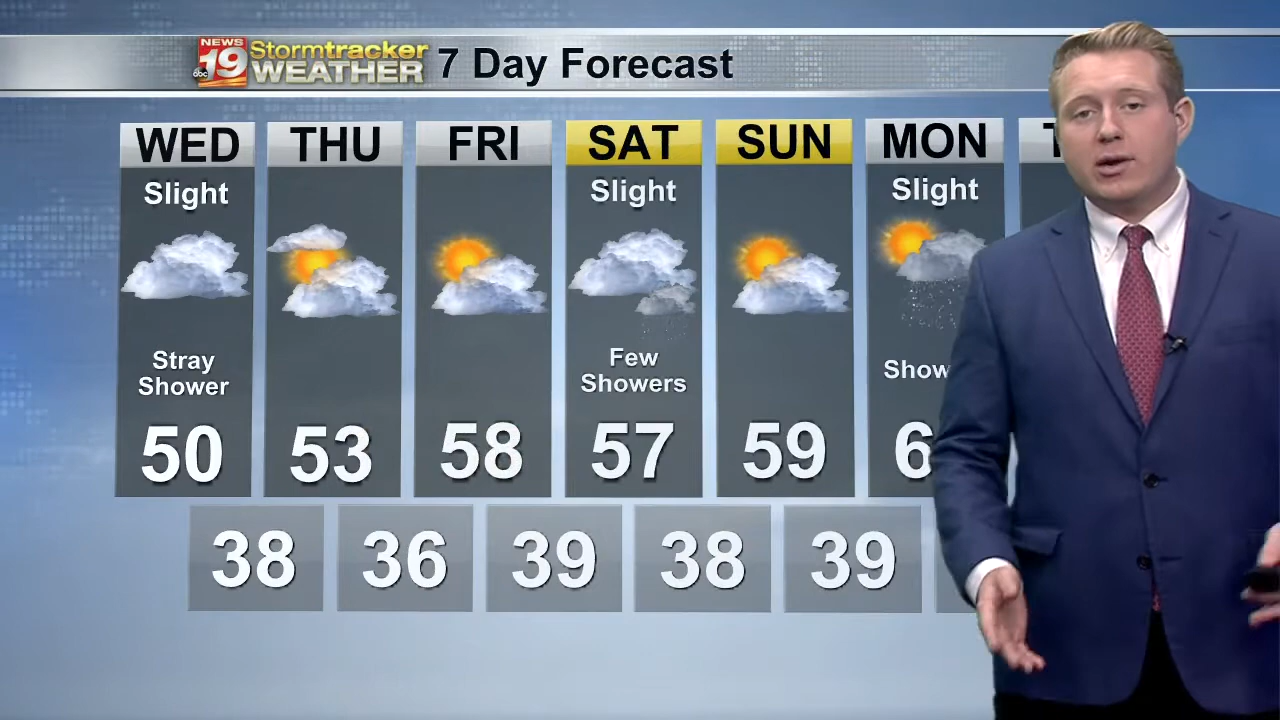 NEWS
abc 19
Stormtracker
WEATHER
7 Day Forecast
WED THU FRI SAT SUN MON
Slight Slight Slight
Stray
Shower
Few
Showers
50 53 58 57 59
38 36 39 38 39